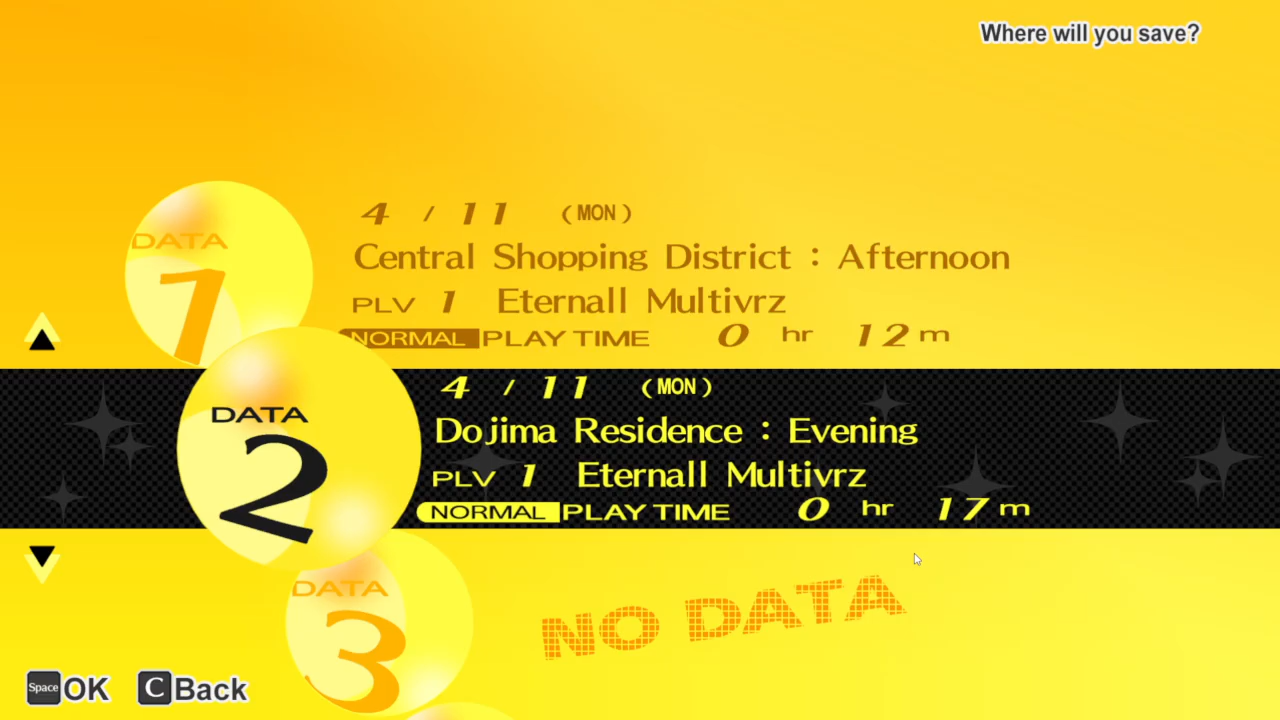 Where will you save?
DATA
1
4 / 11 (MON)
Central Shopping District : Afternoon
PLV 1 Eternall Multivrz
NORMAL PLAY TIME 0 hr 12 m
DATA
2
4 / 11 (MON)
Dojima Residence : Evening
PLV 1 Eternall Multivrz
NORMAL PLAY TIME 0 hr 17 m
DATA
3
NO DATA
Space OK C Back